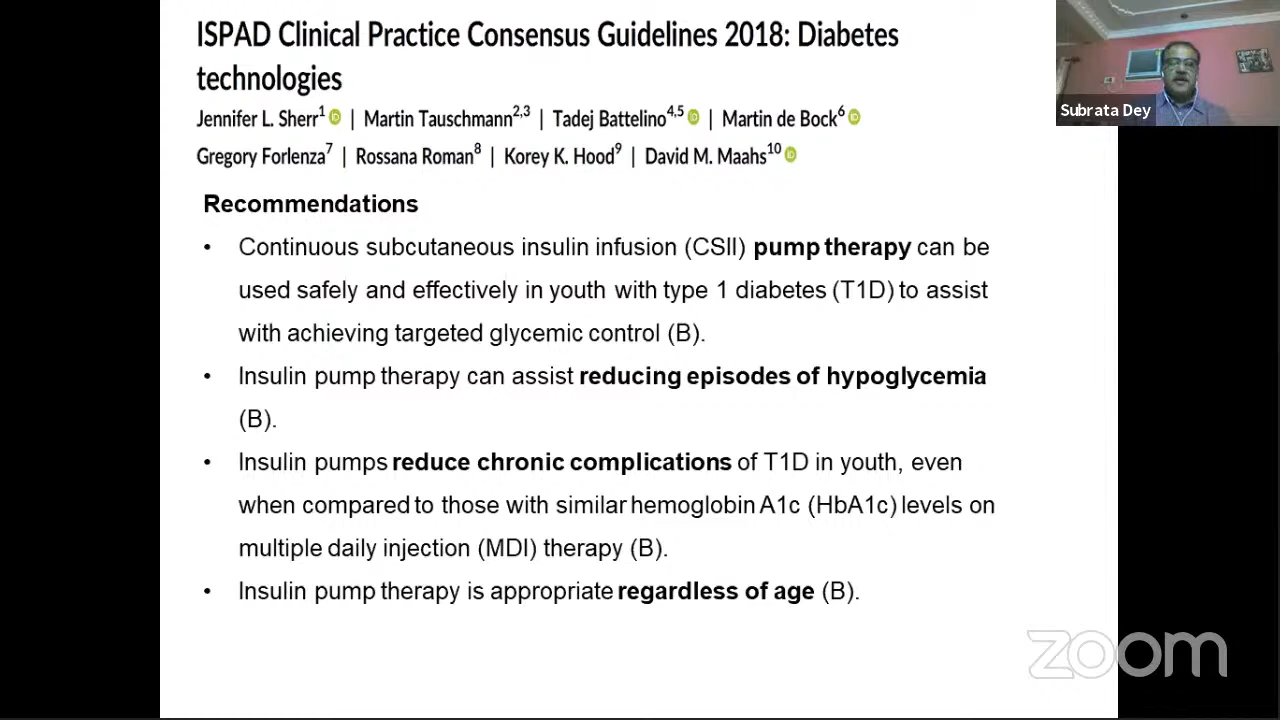 ISPAD Clinical Practice Consensus Guidelines 2018: Diabetes
technologies
Jennifer L. Sherr1 | Martin Tauschmann2,3 | Tadej Battelino4,5 | Martin de Bock6
Gregory Forlenza7 | Rossana Roman8 | Korey K. Hood9 | David M. Maahs10
Recommendations
• Continuous subcutaneous insulin infusion (CSII) pump therapy can be
used safely and effectively in youth with type 1 diabetes (T1D) to assist
with achieving targeted glycemic control (B).
• Insulin pump therapy can assist reducing episodes of hypoglycemia
(B).
• Insulin pumps reduce chronic complications of T1D in youth, even
when compared to those with similar hemoglobin A1c (HbA1c) levels on
multiple daily injection (MDI) therapy (B).
• Insulin pump therapy is appropriate regardless of age (B).
Subrata Dey
zoom